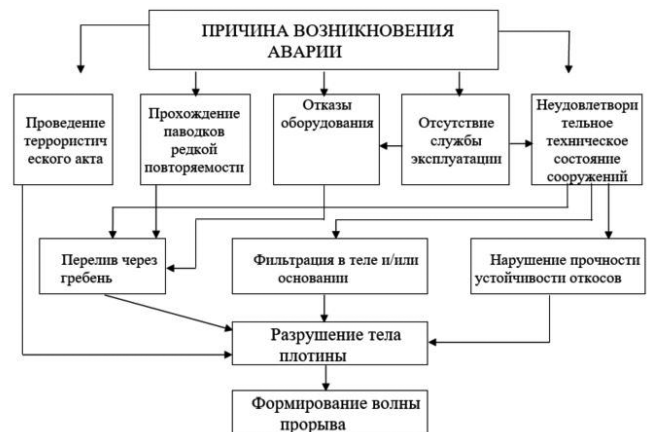 ПРИЧИНА ВОЗНИКНОВЕНИЯ
АВАРИИ
Проведение
террористич
еского акта
Прохождение
паводков
редкой
повторяемости
Отказы
оборудования
Отсутствие
службы
эксплуатации
Неудовлетвори
тельное
техническое
состояние
сооружений
Перелив через
гребень
Фильтрация в теле и/или
основании
Нарушение прочности
устойчивости откосов
Разрушение тела
плотины
Формирование волны
прорыва